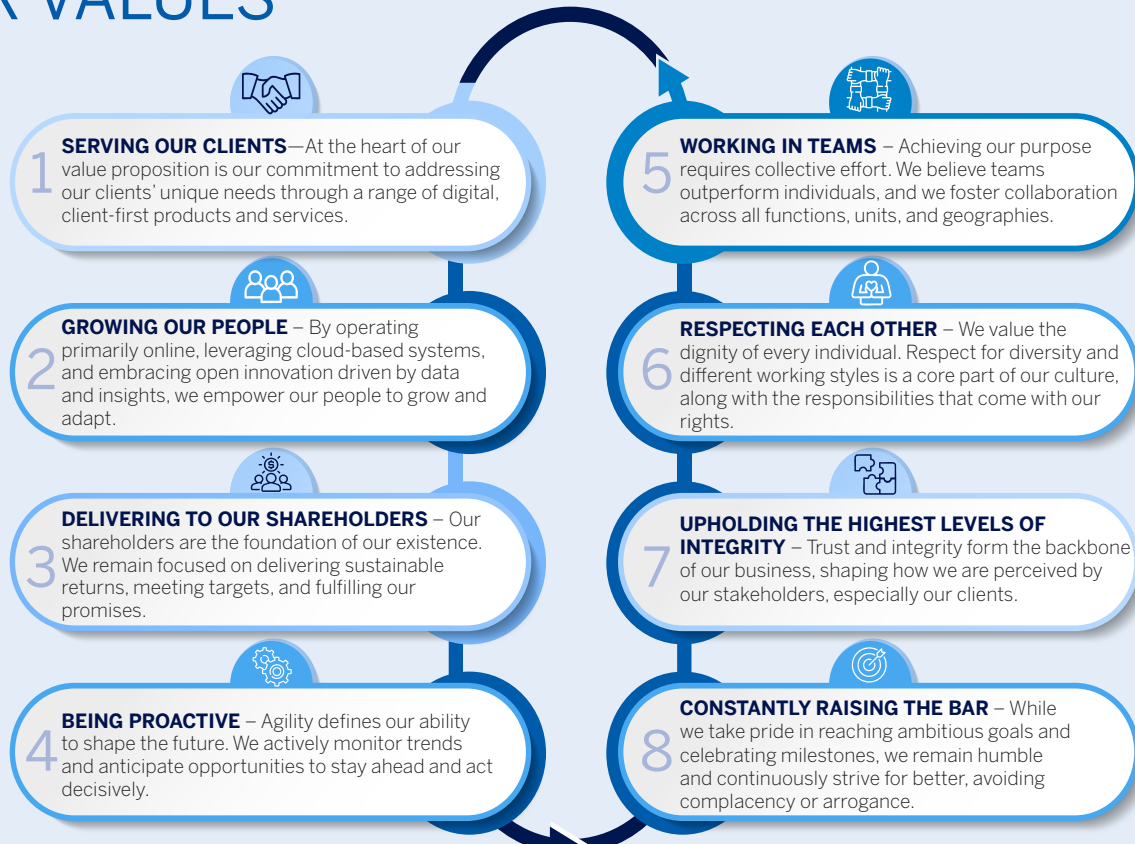 R VALUES
1
SERVING OUR CLIENTS—At the heart of our
value proposition is our commitment to addressing
our clients' unique needs through a range of digital,
client-first products and services.
2
GROWING OUR PEOPLE – By operating
primarily online, leveraging cloud-based systems,
and embracing open innovation driven by data
and insights, we empower our people to grow and
adapt.
3
DELIVERING TO OUR SHAREHOLDERS – Our
shareholders are the foundation of our existence.
We remain focused on delivering sustainable
returns, meeting targets, and fulfilling our
promises.
4
BEING PROACTIVE – Agility defines our ability
to shape the future. We actively monitor trends
and anticipate opportunities to stay ahead and act
decisively.
5
WORKING IN TEAMS – Achieving our purpose
requires collective effort. We believe teams
outperform individuals, and we foster collaboration
across all functions, units, and geographies.
6
RESPECTING EACH OTHER – We value the
dignity of every individual. Respect for diversity and
different working styles is a core part of our culture,
along with the responsibilities that come with our
rights.
7
UPHOLDING THE HIGHEST LEVELS OF
INTEGRITY – Trust and integrity form the backbone
of our business, shaping how we are perceived by
our stakeholders, especially our clients.
8
CONSTANTLY RAISING THE BAR – While
we take pride in reaching ambitious goals and
celebrating milestones, we remain humble
and continuously strive for better, avoiding
complacency or arrogance.